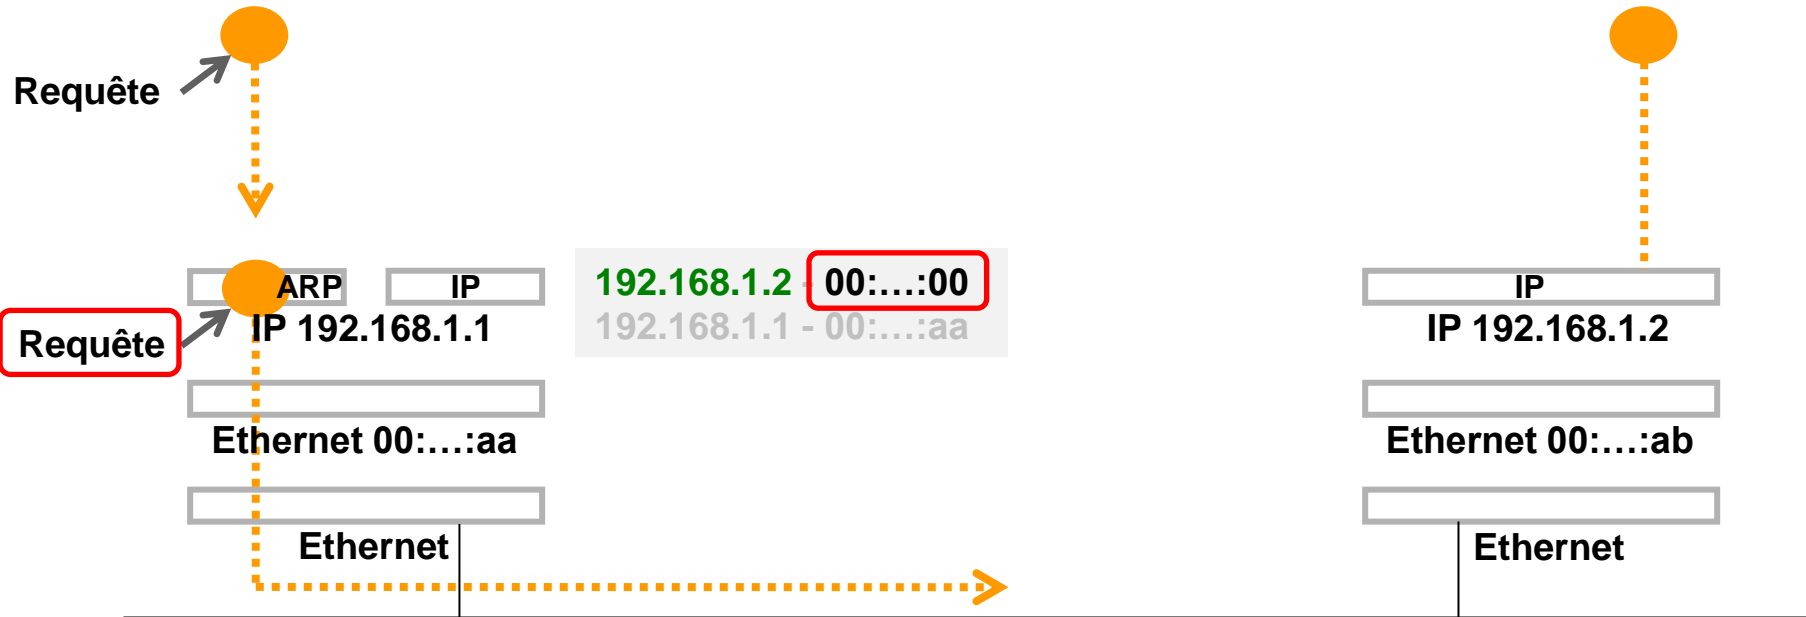 Requête
ARP
IP
192.168.1.2 - 00:…:00
IP
Requête
IP 192.168.1.1
192.168.1.1 - 00:…:aa
IP 192.168.1.2
Ethernet 00:…:aa
Ethernet 00:…:ab
Ethernet
Ethernet